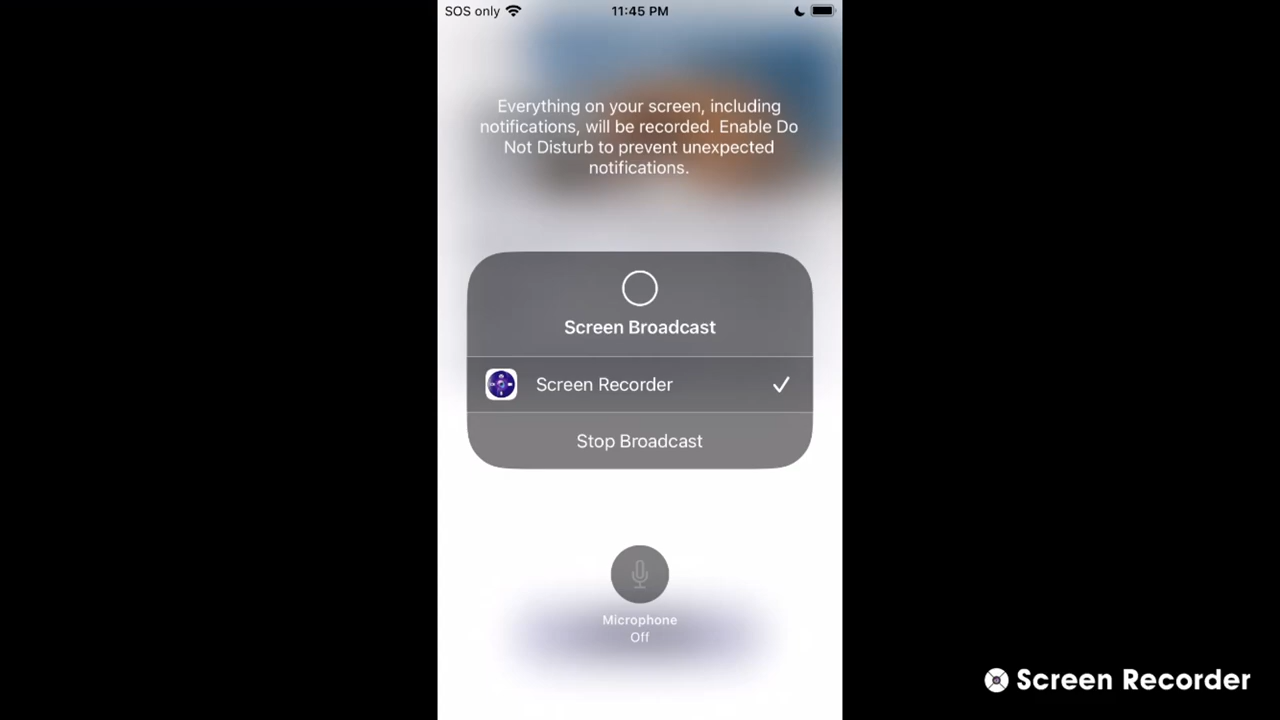 SOS only
11:45 PM
Everything on your screen, including
notifications, will be recorded. Enable Do
Not Disturb to prevent unexpected
notifications.
Screen Broadcast
Screen Recorder
Stop Broadcast
Microphone
Off
Screen Recorder